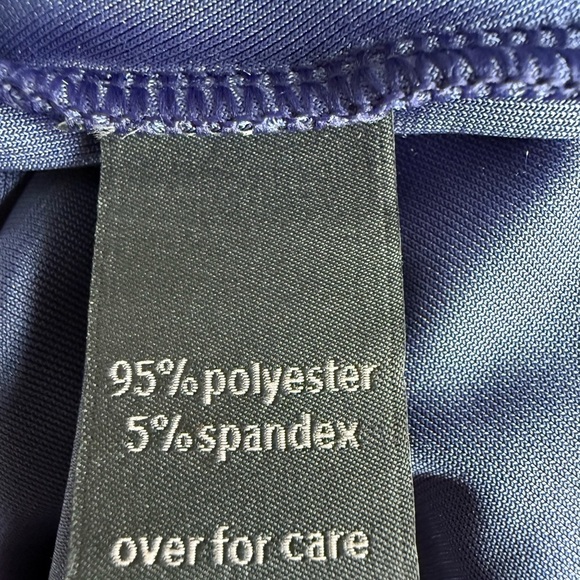 95% polyester
5% spandex
over for care